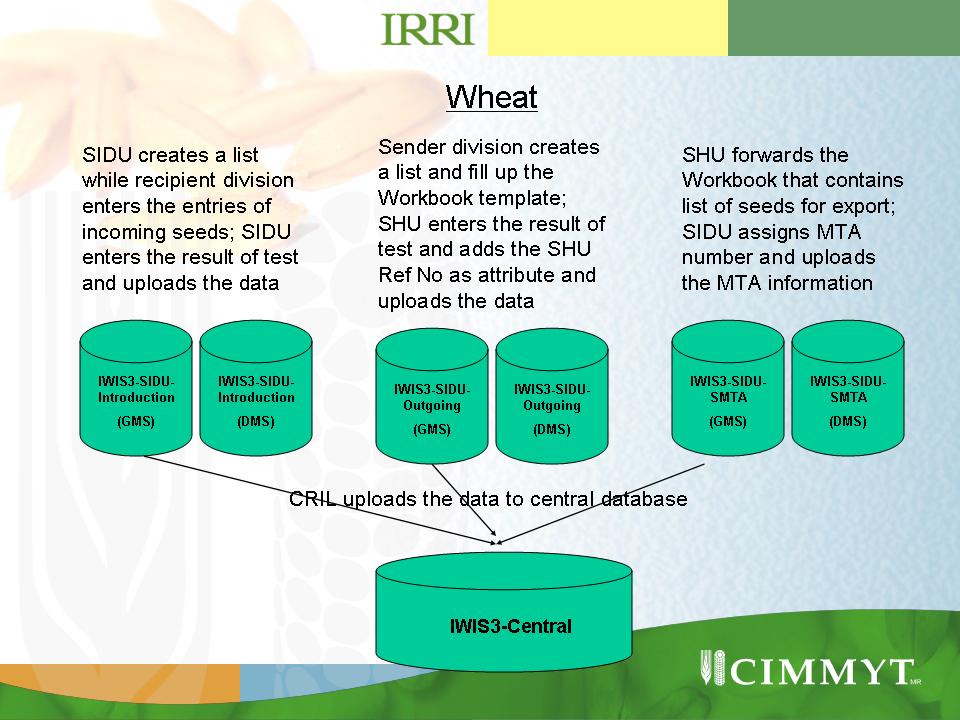 IRRI
Wheat
SIDU creates a list
while recipient division
enters the entries of
incoming seeds; SIDU
enters the result of test
and uploads the data
Sender division creates
a list and fill up the
Workbook template;
SHU enters the result of
test and adds the SHU
Ref No as attribute and
uploads the data
SHU forwards the
Workbook that contains
list of seeds for export;
SIDU assigns MTA
number and uploads
the MTA information
IWIS3-SIDU-
Introduction
(GMS)
IWIS3-SIDU-
Introduction
(DMS)
IWIS3-SIDU-
Outgoing
(GMS)
IWIS3-SIDU-
Outgoing
(DMS)
IWIS3-SIDU-
SMTA
(GMS)
IWIS3-SIDU-
SMTA
(DMS)
CRIL uploads the data to central database
IWIS3-Central
CIMMYT MR